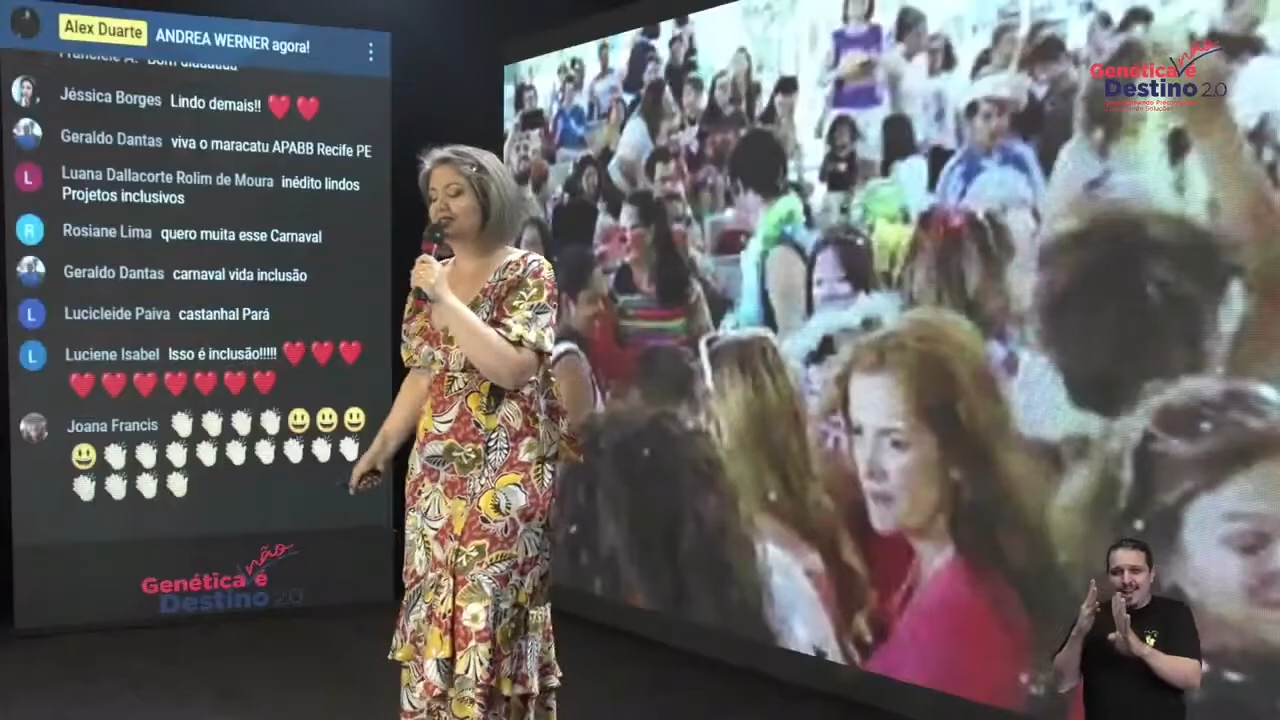 Alex Duarte ANDREA WERNER agora!
Jéssica Borges Lindo demais!! ❤️❤️
Geraldo Dantas viva o maracatu APABB Recife PE
L Luana Dallacorte Rolim de Moura inédito lindos
Projetos inclusivos
R Rosiane Lima quero muita esse Carnaval
Geraldo Dantas carnaval vida inclusão
L Lucicleide Paiva castanhal Pará
L Luciene Isabel Isso é inclusão!!!!! ❤️❤️❤️
❤️❤️❤️❤️❤️❤️❤️
Joana Francis 👏🏻👏🏻👏🏻👏🏻😃😃😃
😃👏🏻👏🏻👏🏻👏🏻👏🏻👏🏻👏🏻👏🏻👏🏻
👏🏻👏🏻👏🏻👏🏻
não
Genética é
Destino 2.0
não
Genética é
Destino 2.0